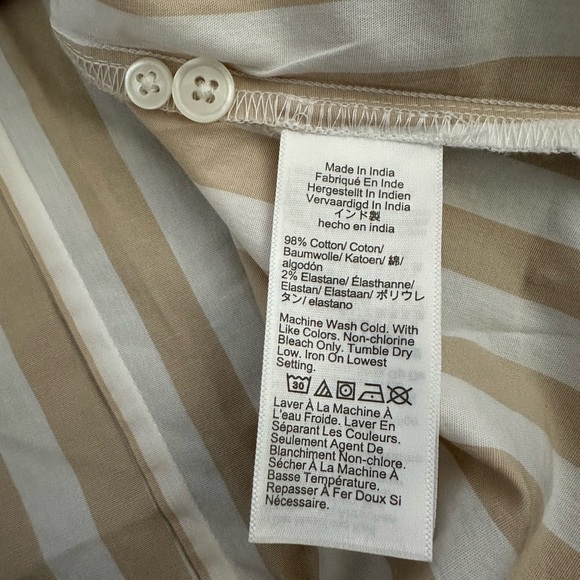 Made In India
Fabriqué En Inde
Hergestellt In Indien
Vervaardigd In India
インド製
hecho en india
98% Cotton/ Coton/
Baumwolle/ Katoen/ 綿/
algodón
2% Elastane/ Élasthanne/
Elastan/ Elastaan/ ポリウレ
タン/ elastano
Machine Wash Cold. With
Like Colors. Non-chlorine
Bleach Only. Tumble Dry
Low. Iron On Lowest
Setting.
30
Laver À La Machine À
L'eau Froide. Laver En
Séparant Les Couleurs.
Seulement Agent De
Blanchiment Non-chlore.
Sécher À La Machine À
Basse Température.
Repasser À Fer Doux Si
Nécessaire.